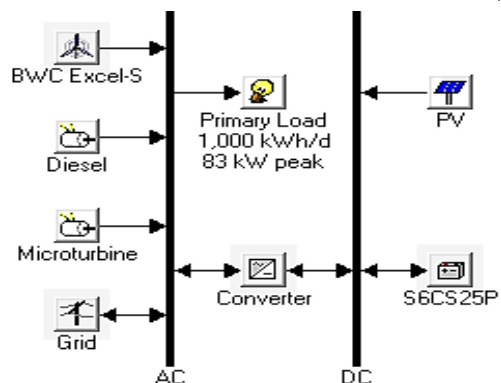 BWC Excel-S
Primary Load
1,000 kWh/d
83 kW peak
PV
Diesel
Microturbine
Converter
S6CS25P
Grid
AC
DC